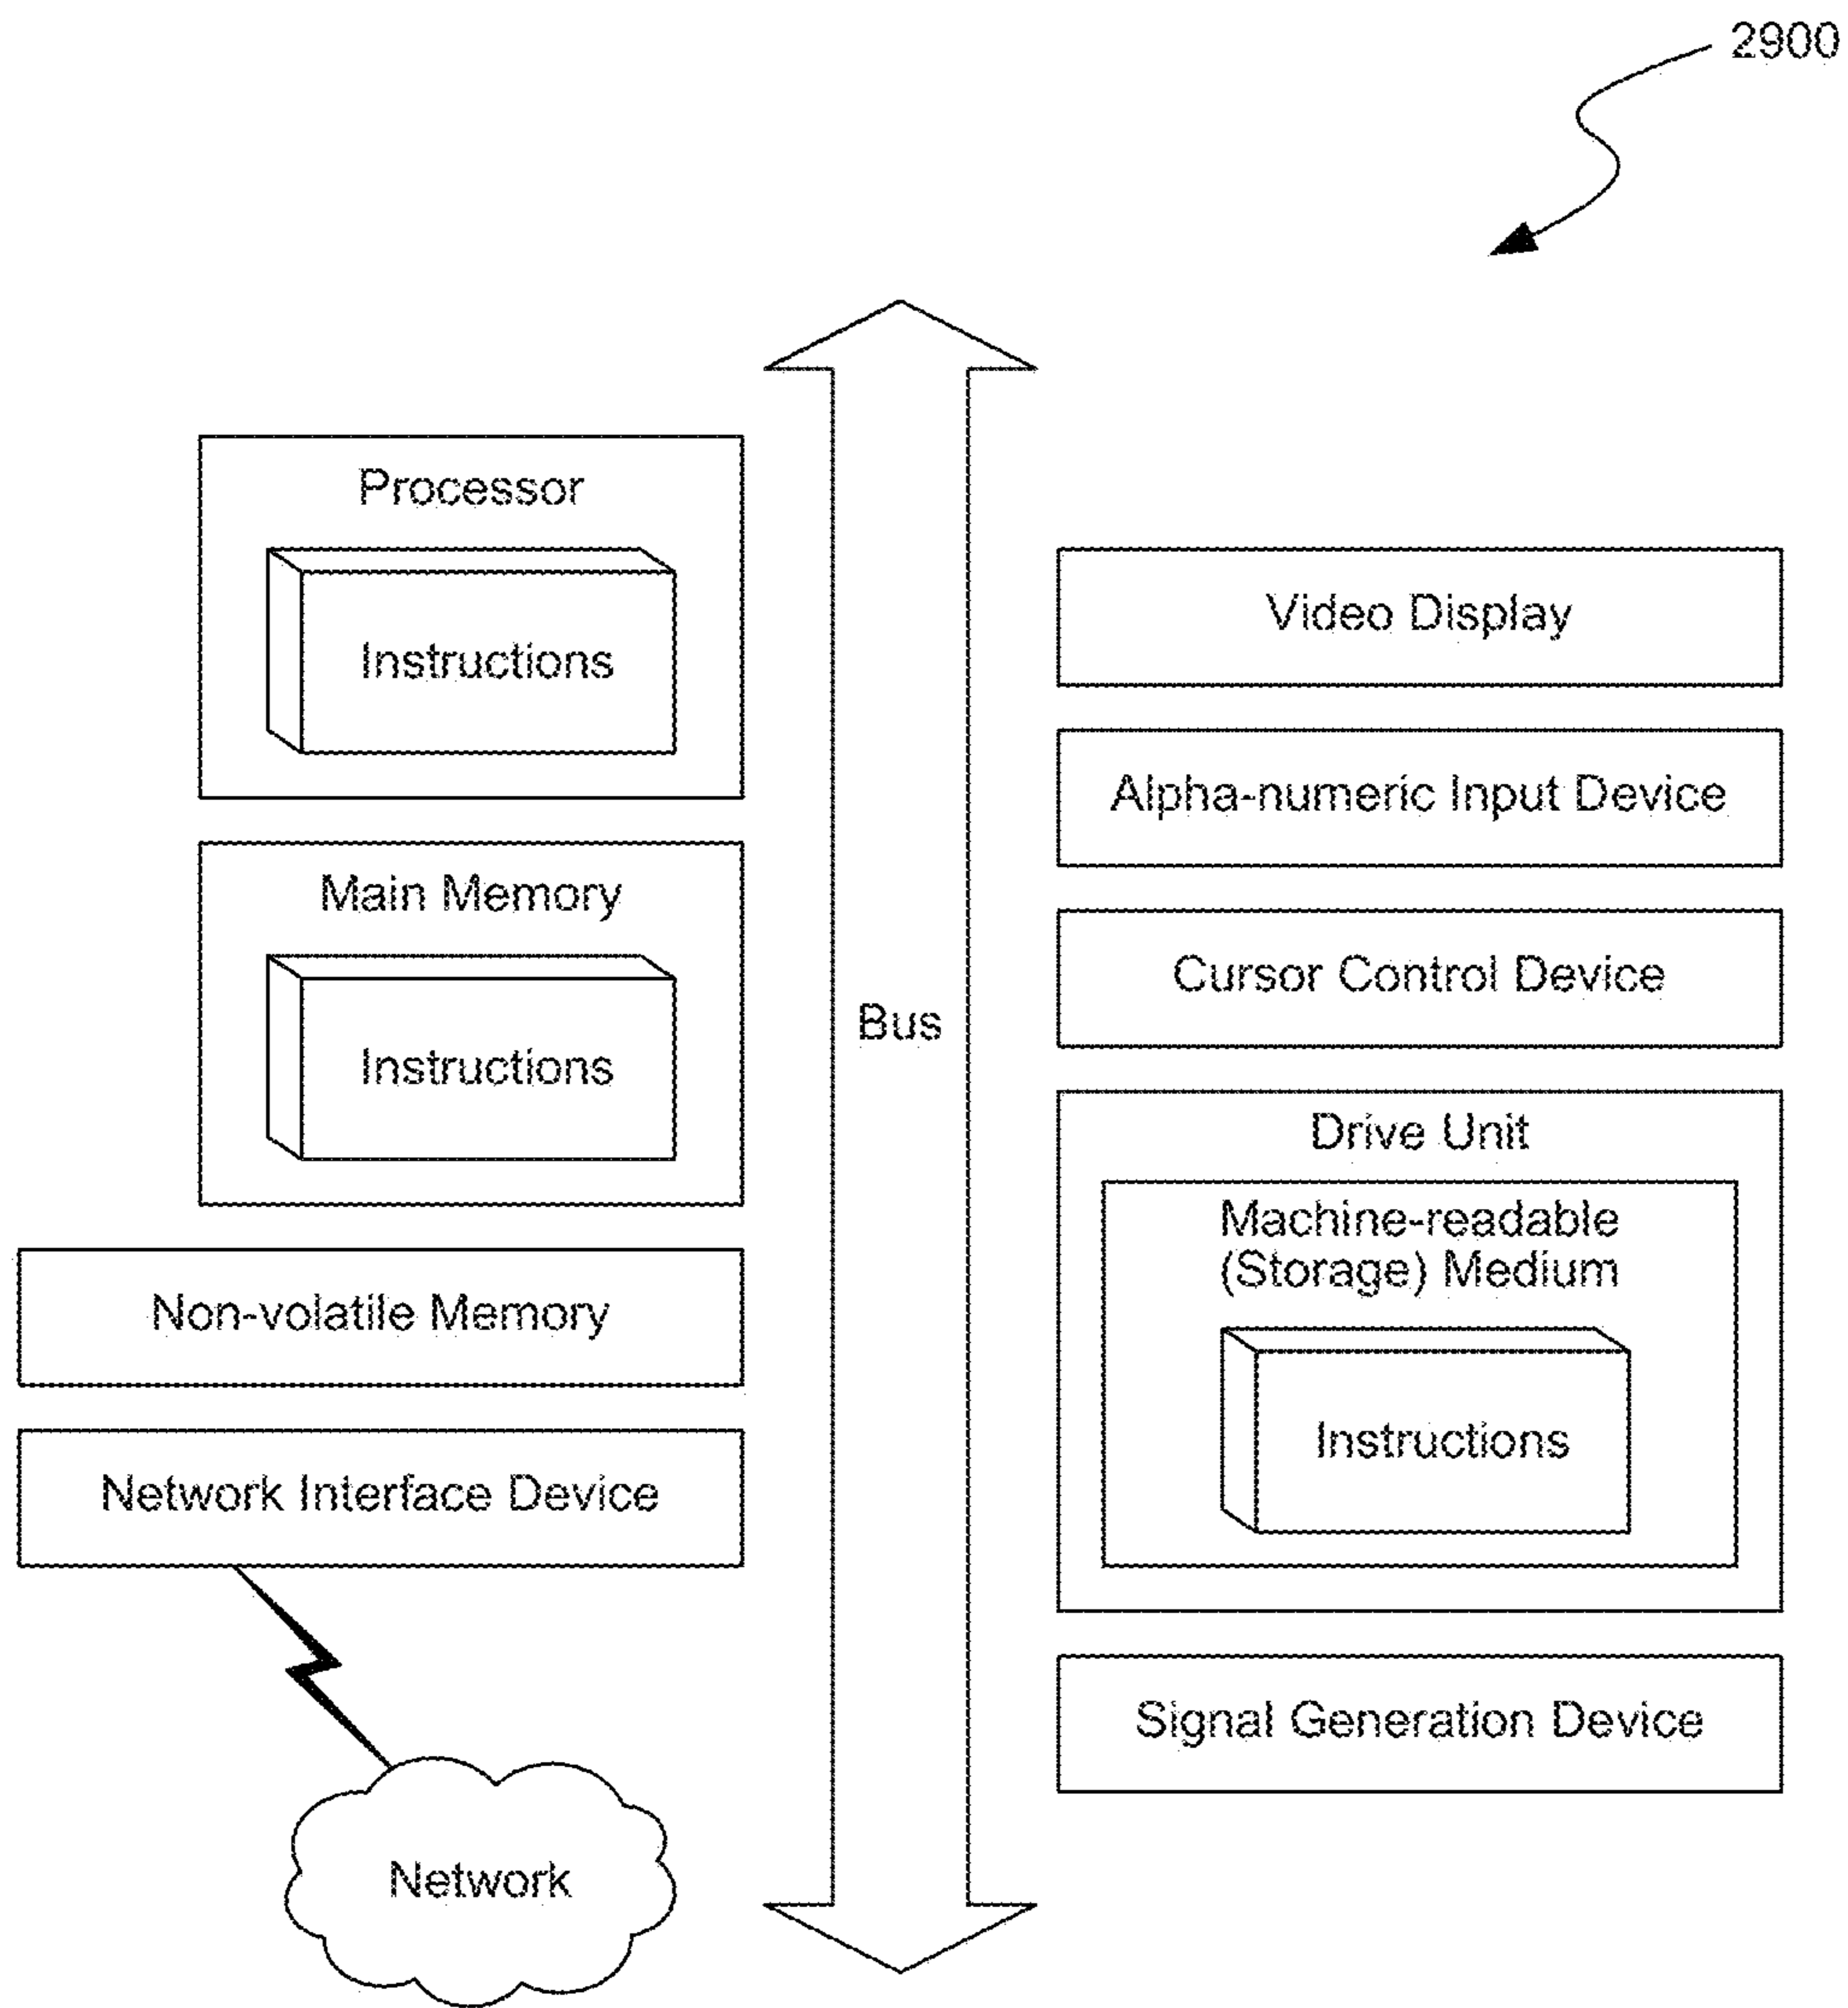 2900
Processor
Instructions
Main Memory
Instructions
Non-volatile Memory
Network Interface Device
Network
Bus
Video Display
Alpha-numeric Input Device
Cursor Control Device
Drive Unit
Machine-readable
(Storage) Medium
Instructions
Signal Generation Device